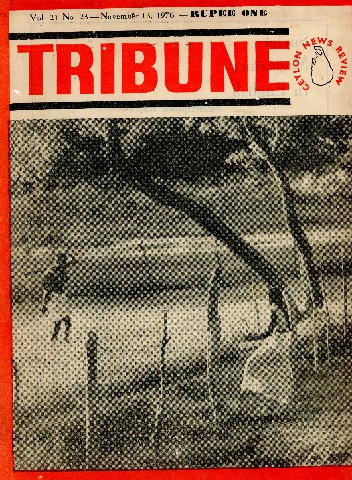 Vol. 21 No. 23 — November 13, 1976 — RUPEE ONE
TRIBUNE
CEYLON NEWS REVIEW